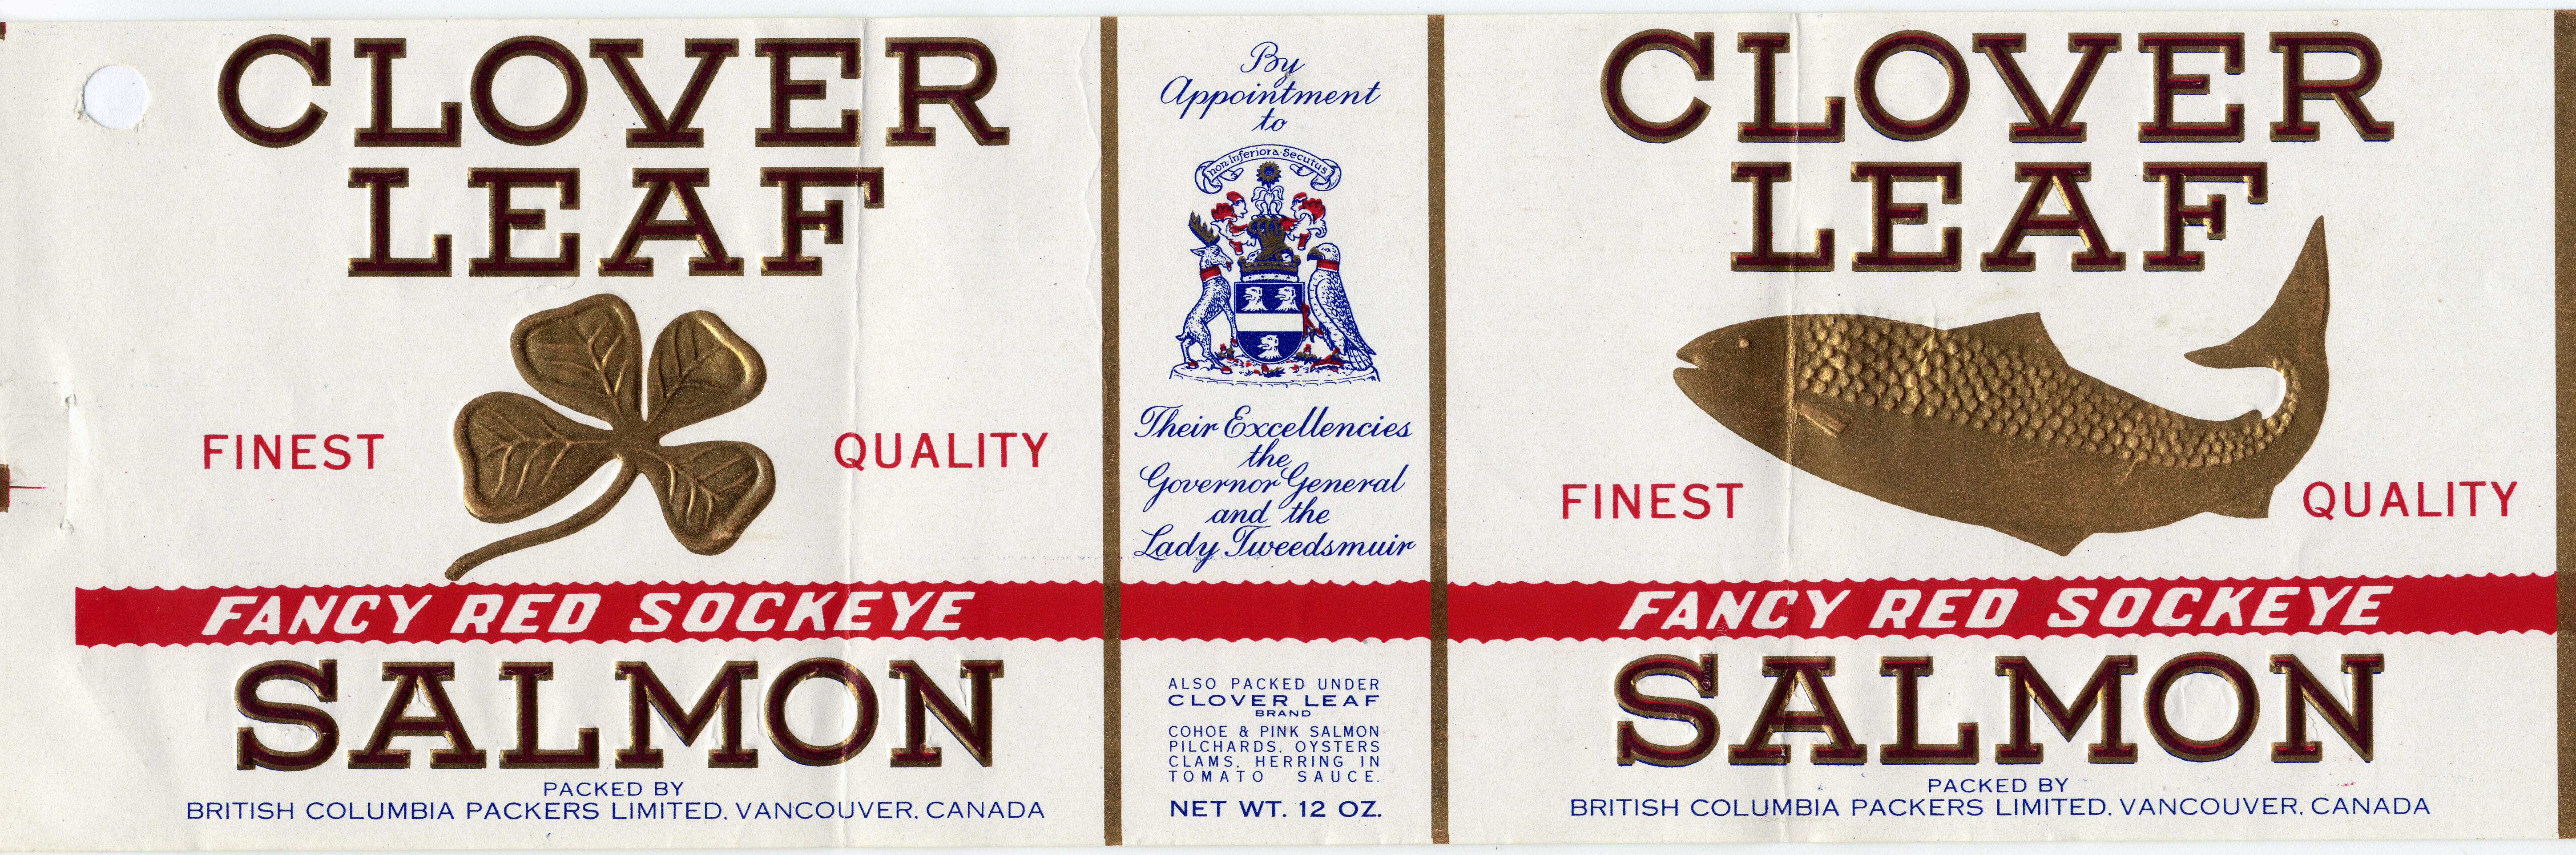 CLOVER
LEAF
FINEST QUALITY
FANCY RED SOCKEYE
SALMON
PACKED BY
BRITISH COLUMBIA PACKERS LIMITED, VANCOUVER, CANADA
By
Appointment
to
Non·Inferiora·Secutus
Their Excellencies
the
Governor General
and the
Lady Tweedsmuir
ALSO PACKED UNDER
CLOVER LEAF
BRAND
COHOE & PINK SALMON
PILCHARDS, OYSTERS
CLAMS, HERRING IN
TOMATO SAUCE.
NET WT. 12 OZ.
CLOVER
LEAF
FINEST QUALITY
FANCY RED SOCKEYE
SALMON
PACKED BY
BRITISH COLUMBIA PACKERS LIMITED, VANCOUVER, CANADA